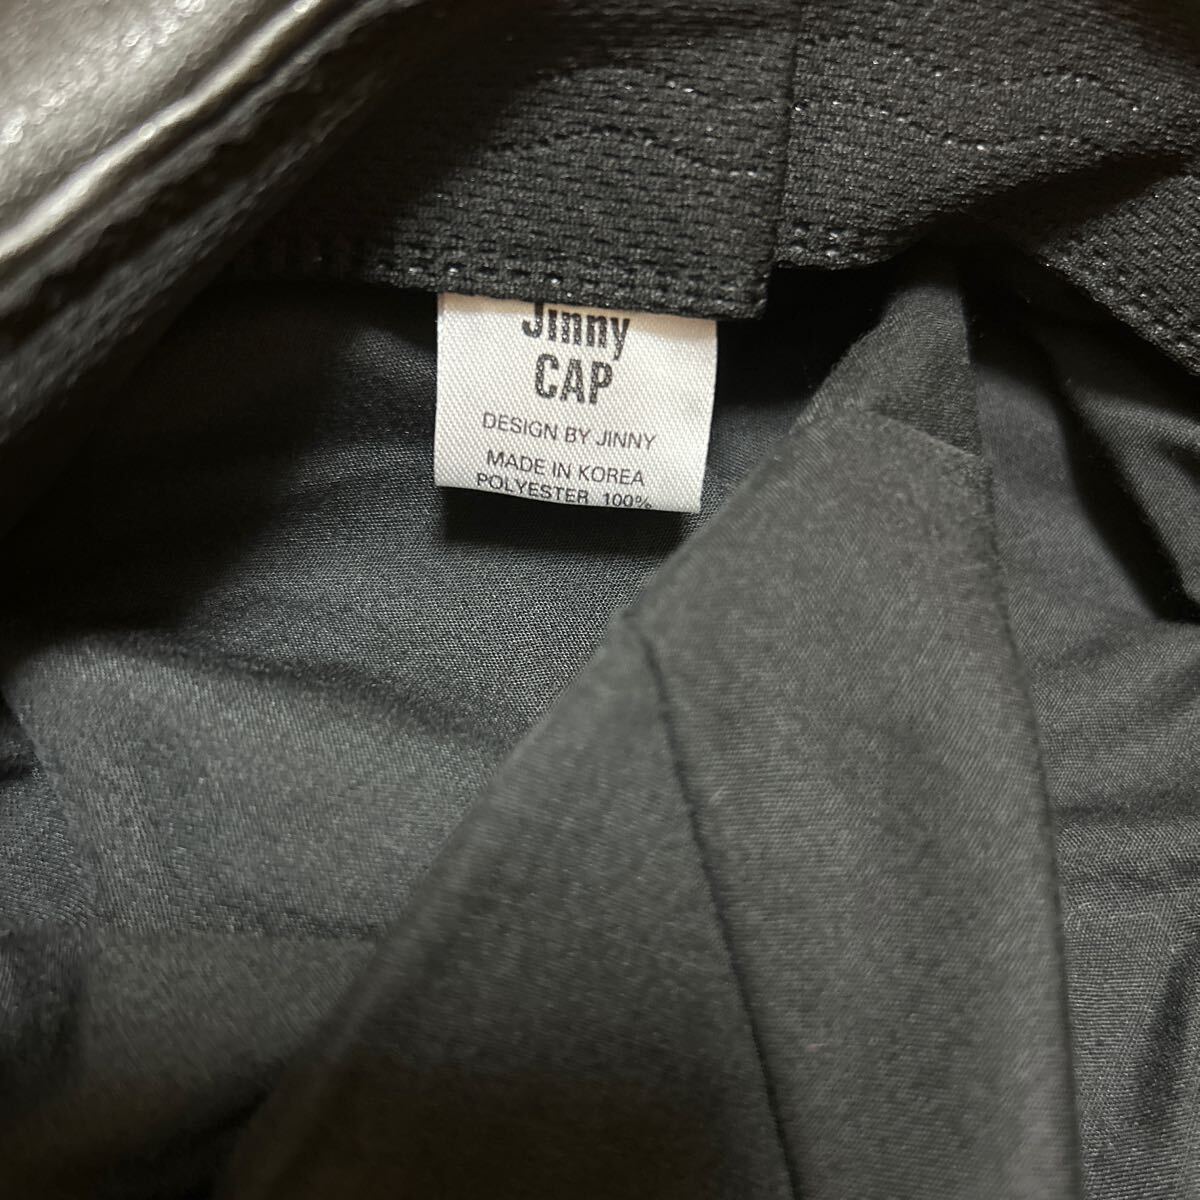 Jinny
CAP
DESIGN BY JINNY
MADE IN KOREA
POLYESTER 100%